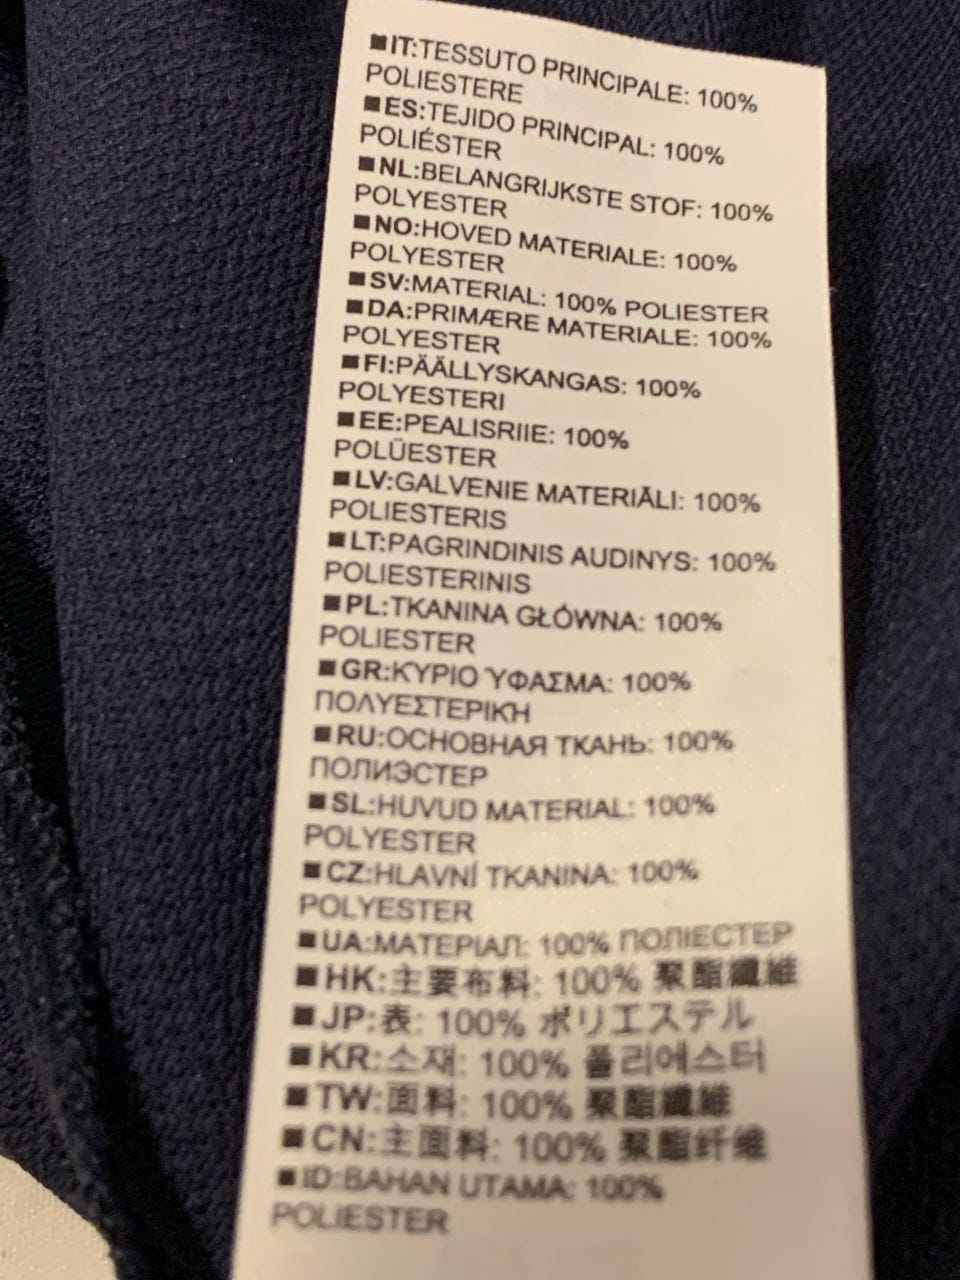 ■IT:TESSUTO PRINCIPALE: 100%
POLIESTERE
■ES:TEJIDO PRINCIPAL: 100%
POLIÉSTER
■NL:BELANGRIJKSTE STOF: 100%
POLYESTER
■NO:HOVED MATERIALE: 100%
POLYESTER
■SV:MATERIAL: 100% POLIESTER
■DA:PRIMÆRE MATERIALE: 100%
POLYESTER
■FI:PÄÄLLYSKANGAS: 100%
POLYESTERI
■EE:PEALISRIIE: 100%
POLÜESTER
■LV:GALVENIE MATERIĀLI: 100%
POLIESTERIS
■LT:PAGRINDINIS AUDINYS: 100%
POLIESTERINIS
■PL:TKANINA GŁÓWNA: 100%
POLIESTER
■GR:ΚΥΡΙΟ ΎΦΑΣΜΑ: 100%
ΠΟΛΥΕΣΤΕΡΙΚΉ
■RU:ОСНОВНАЯ ТКАНЬ: 100%
ПОЛИЭСТЕР
■SL:HUVUD MATERIAL: 100%
POLYESTER
■CZ:HLAVNÍ TKANINA: 100%
POLYESTER
■UA:МАТЕРІАЛ: 100% ПОЛІЕСТЕР
■HK:主要布料: 100% 聚酯纖維
■JP:表: 100% ポリエステル
■KR:소재: 100% 폴리에스터
■TW:面料: 100% 聚酯纖維
■CN:主面料: 100% 聚酯纤维
■ID:BAHAN UTAMA: 100%
POLIESTER